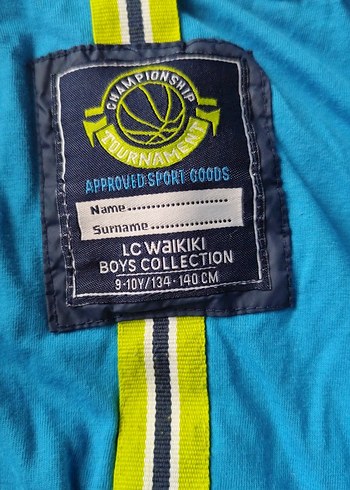 CHAMPIONSHIP
TOURNAMENT
APPROVED SPORT GOODS
Name.......................
Surname..................
LC WAIKIKI
BOYS COLLECTION
9-10Y/134-140 CM